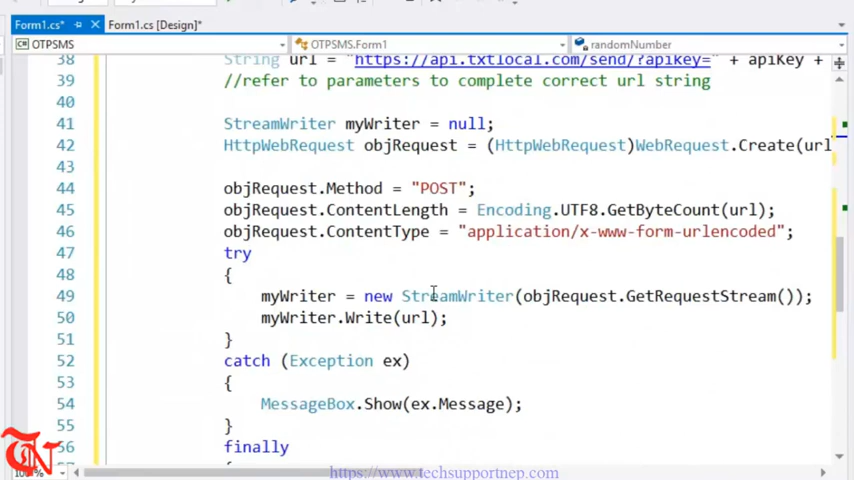 Form1.cs* Form1.cs [Design]*
OTPSMS OTPSMS.Form1 randomNumber
38 String url = "https://api.txtlocal.com/send/?apikey=" + apiKey +
39 //refer to parameters to complete correct url string
40
41 StreamWriter myWriter = null;
42 HttpWebRequest objRequest = (HttpWebRequest)WebRequest.Create(url
43
44 objRequest.Method = "POST";
45 objRequest.ContentLength = Encoding.UTF8.GetByteCount(url);
46 objRequest.ContentType = "application/x-www-form-urlencoded";
47 try
48 {
49 myWriter = new StreamWriter(objRequest.GetRequestStream());
50 myWriter.Write(url);
51 }
52 catch (Exception ex)
53 {
54 MessageBox.Show(ex.Message);
55 }
56 finally
TN
https://www.techsupportnep.com